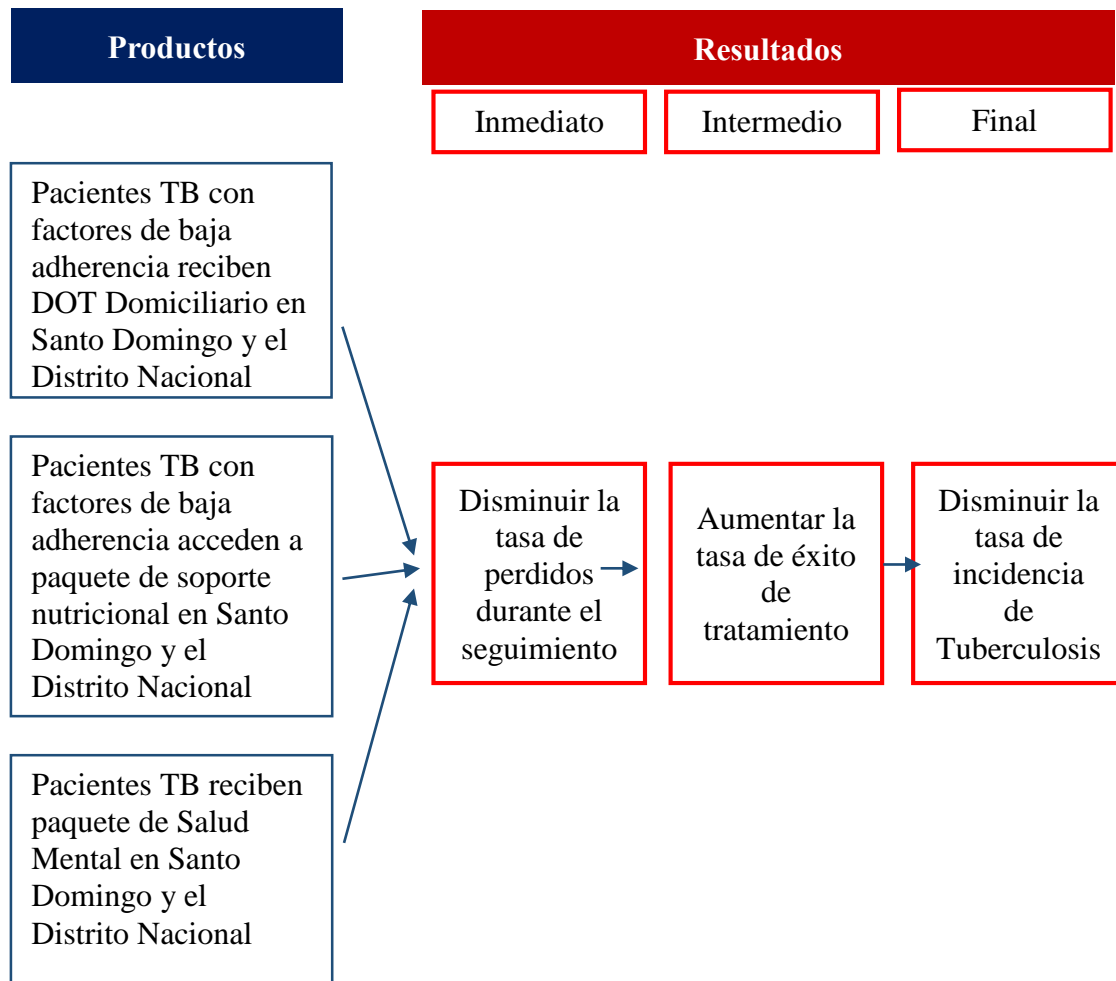 Productos
Resultados
Inmediato
Intermedio
Final
Pacientes TB con
factores de baja
adherencia reciben
DOT Domiciliario en
Santo Domingo y el
Distrito Nacional
Pacientes TB con
factores de baja
adherencia acceden a
paquete de soporte
nutricional en Santo
Domingo y el
Distrito Nacional
Pacientes TB reciben
paquete de Salud
Mental en Santo
Domingo y el
Distrito Nacional
Disminuir la
tasa de
perdidos
durante el
seguimiento
Aumentar la
tasa de éxito
de
tratamiento
Disminuir la
tasa de
incidencia
de
Tuberculosis